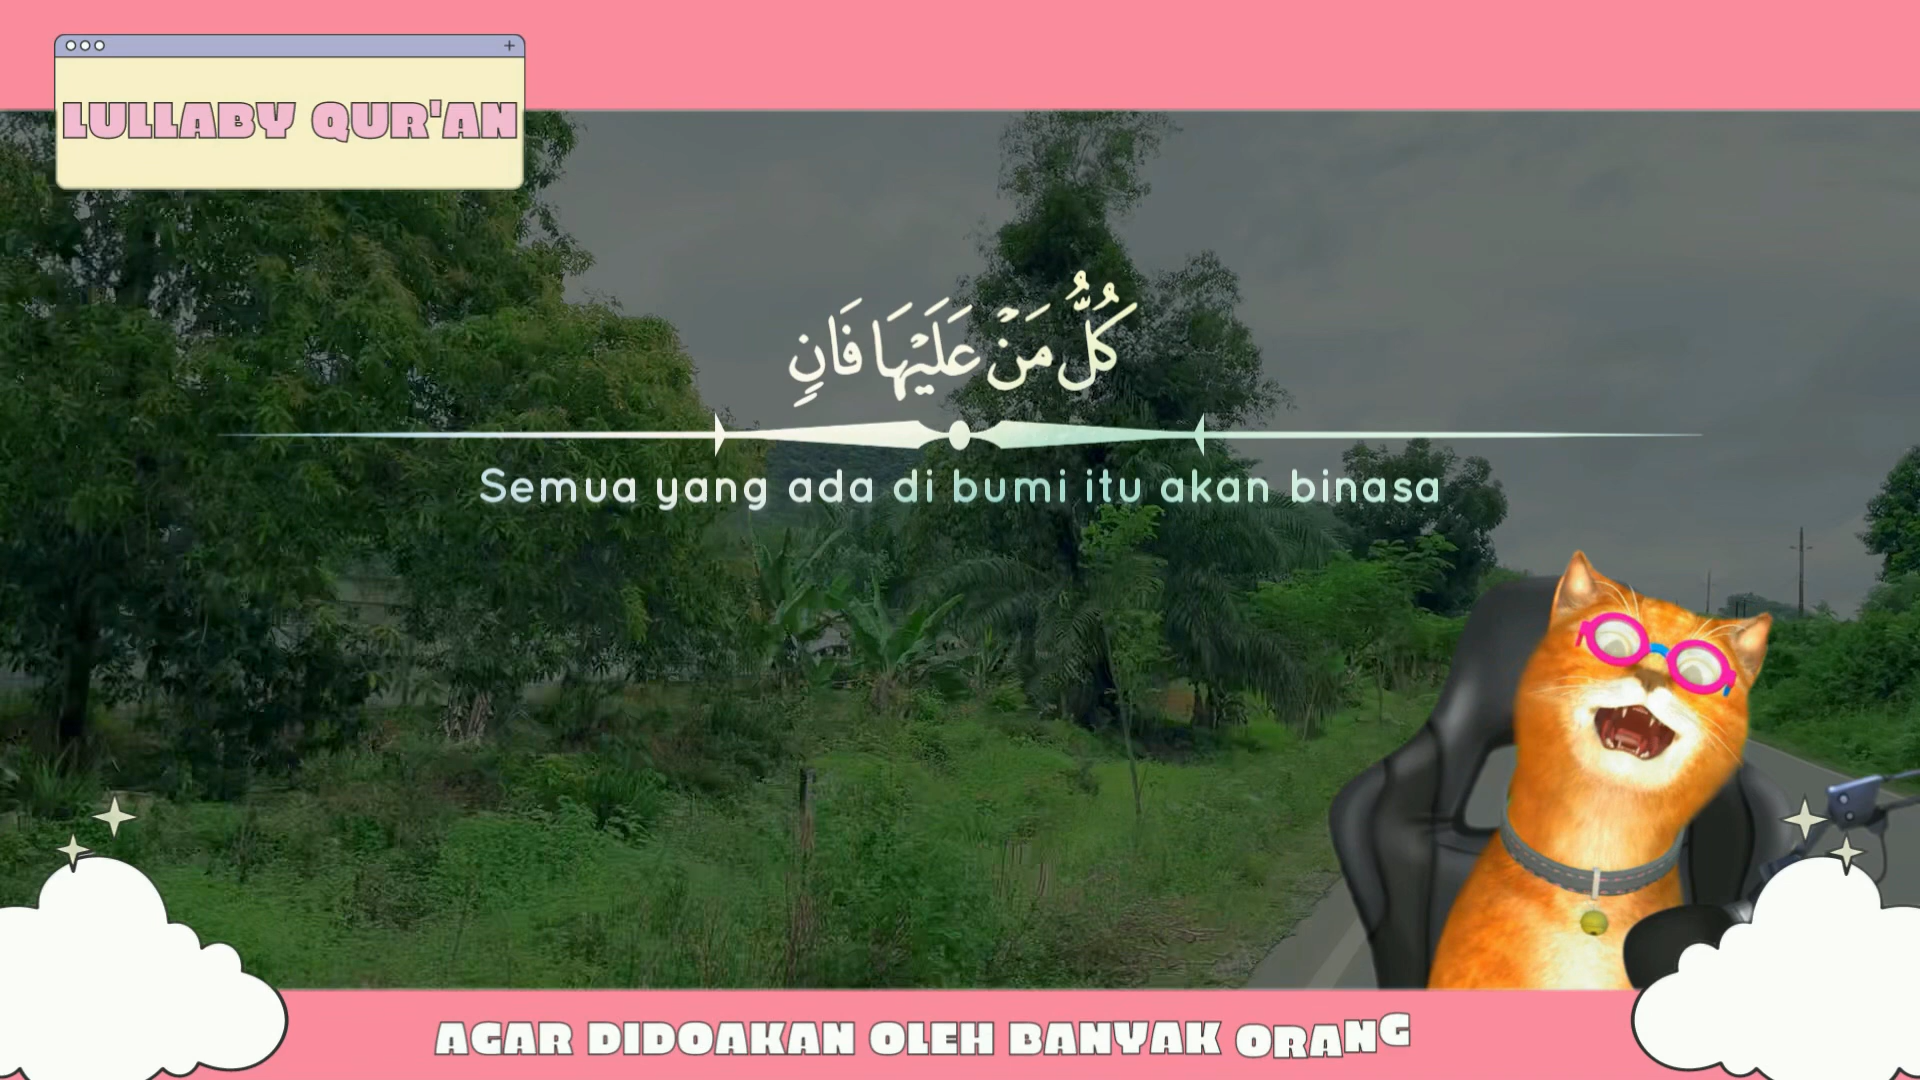 LULLABY QUR'AN
كُلُّ مَنْ عَلَيْهَا فَانٍ
Semua yang ada di bumi itu akan binasa
AGAR DIDOAKAN OLEH BANYAK ORANG